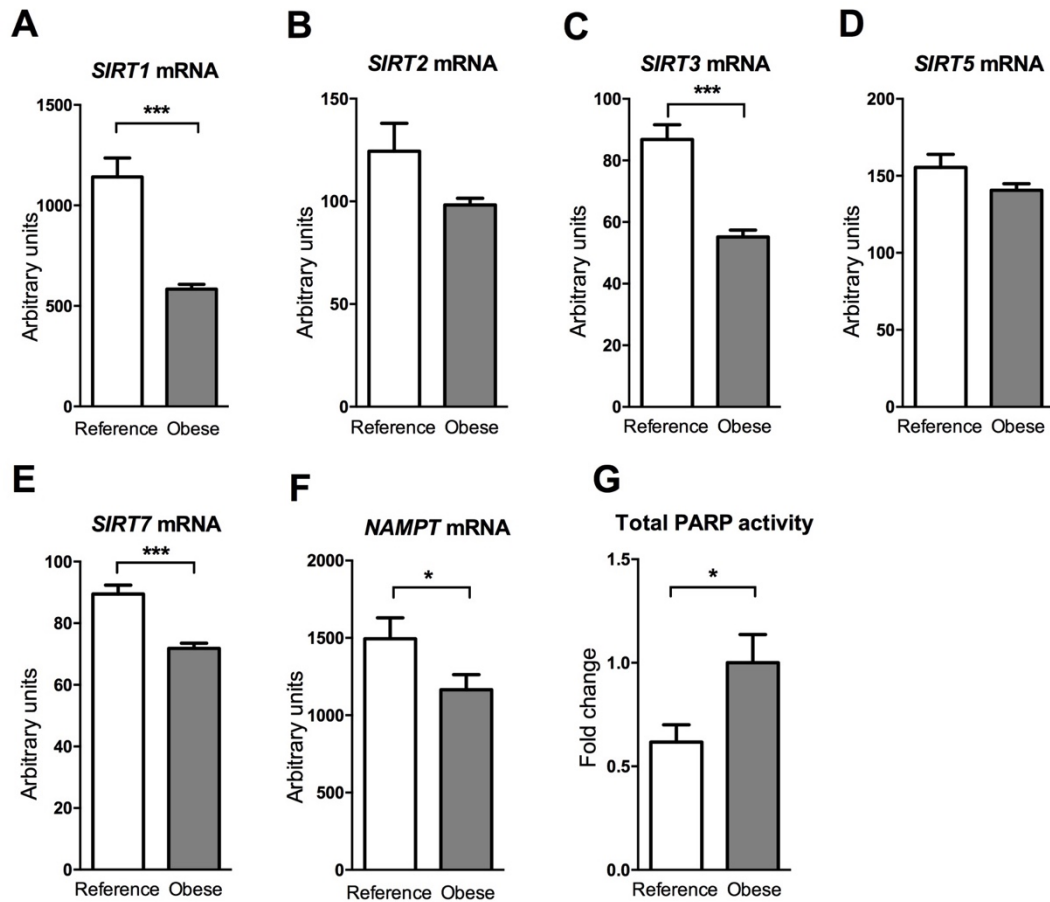 A
SIRT1 mRNA
1500
1000
500
0
Arbitrary units
***
Reference Obese
B
SIRT2 mRNA
150
100
50
0
Arbitrary units
Reference Obese
C
SIRT3 mRNA
100
80
60
40
20
0
Arbitrary units
***
Reference Obese
D
SIRT5 mRNA
200
150
100
50
0
Arbitrary units
Reference Obese
E
SIRT7 mRNA
100
80
60
40
20
0
Arbitrary units
***
Reference Obese
F
NAMPT mRNA
2000
1500
1000
500
0
Arbitrary units
*
Reference Obese
G
Total PARP activity
1.5
1.0
0.5
0.0
Fold change
*
Reference Obese